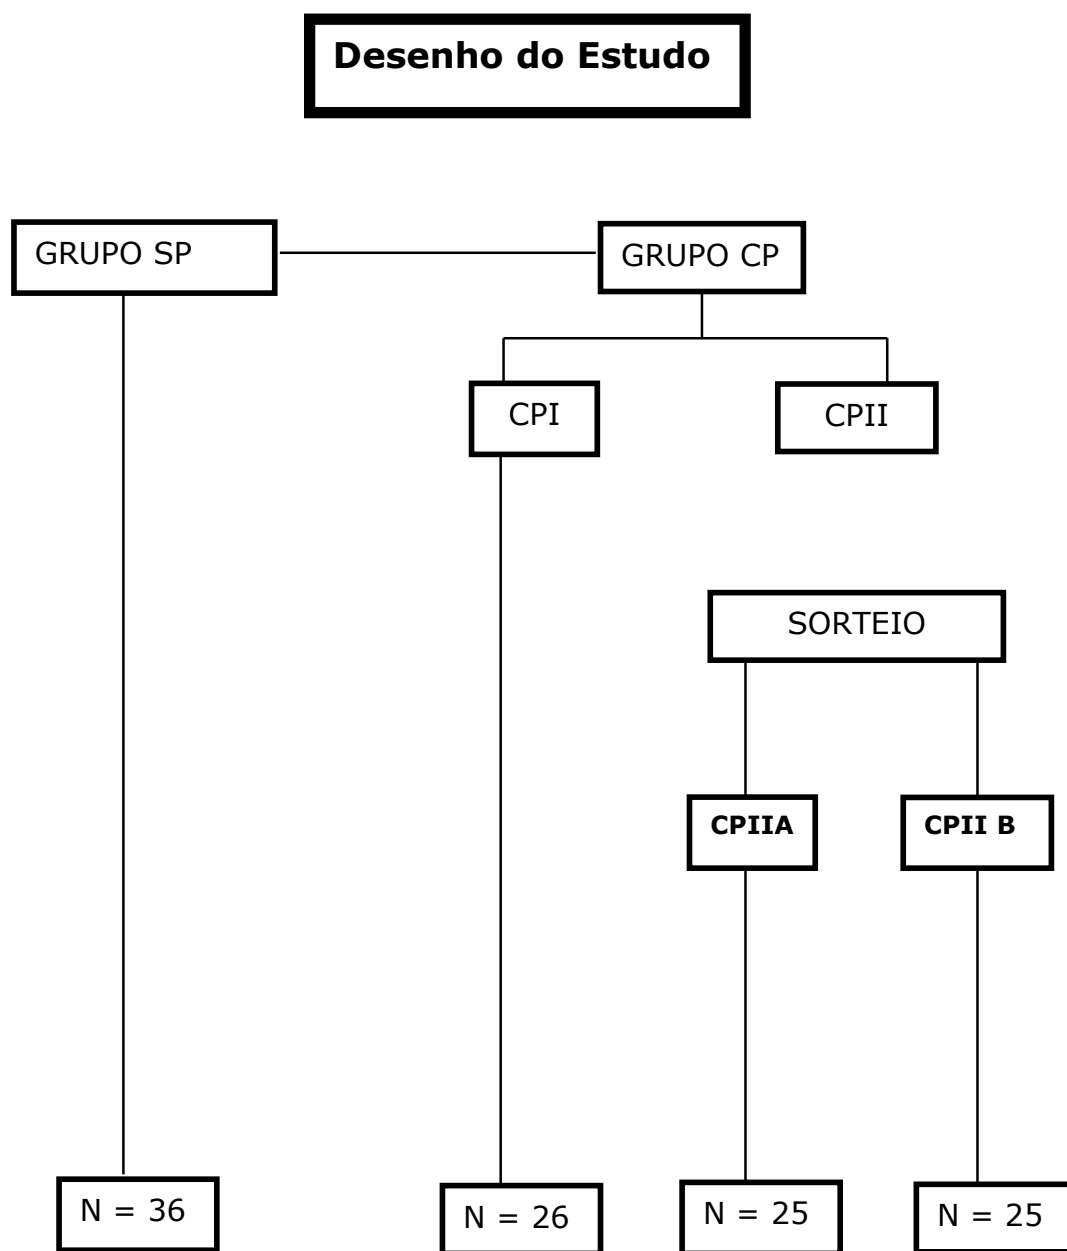 Desenho do Estudo
GRUPO SP
GRUPO CP
CPI
CPII
SORTEIO
CPIIA
CPII B
N = 36
N = 26
N = 25
N = 25